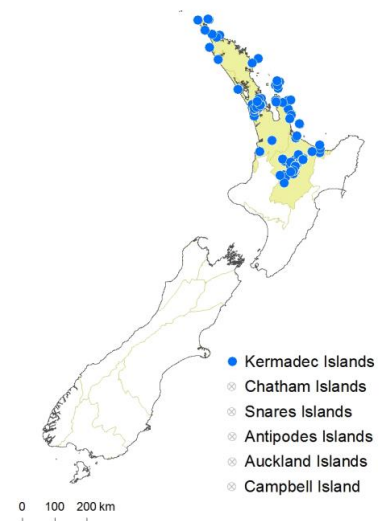 Kermadec Islands
Chatham Islands
Snares Islands
Antipodes Islands
Auckland Islands
Campbell Island
0 100 200 km